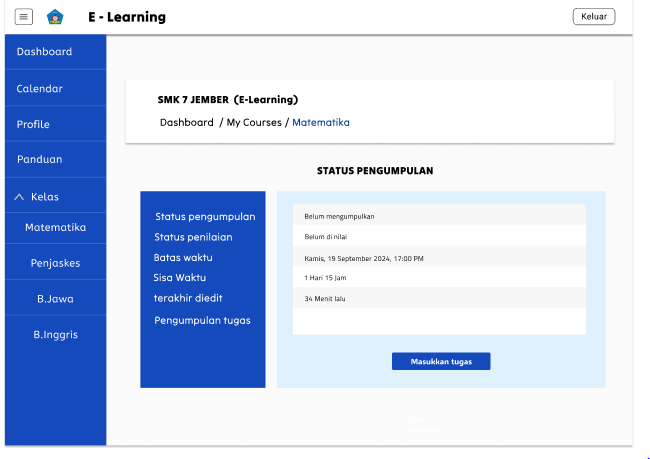 E - Learning
Keluar
Dashboard
Calendar
Profile
Panduan
Kelas
Matematika
Penjaskes
B.Jawa
B.Inggris
SMK 7 JEMBER (E-Learning)
Dashboard / My Courses / Matematika
STATUS PENGUMPULAN
Status pengumpulan
Belum mengumpulkan
Status penilaian
Belum di nilai
Batas waktu
Kamis, 19 September 2024, 17:00 PM
Sisa Waktu
1 Hari 15 Jam
terakhir diedit
34 Menit lalu
Pengumpulan tugas
Masukkan tugas